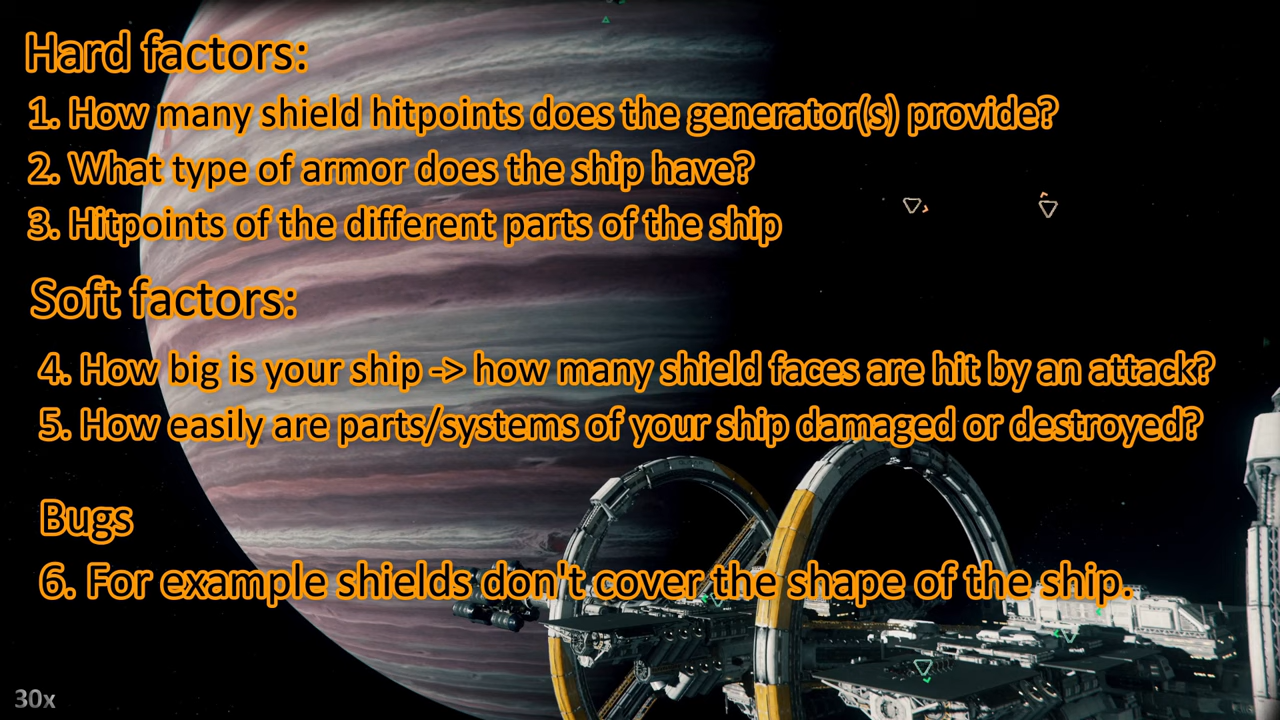 Hard factors:
1. How many shield hitpoints does the generator(s) provide?
2. What type of armor does the ship have?
3. Hitpoints of the different parts of the ship
Soft factors:
4. How big is your ship -> how many shield faces are hit by an attack?
5. How easily are parts/systems of your ship damaged or destroyed?
Bugs
6. For example shields don't cover the shape of the ship.
30x